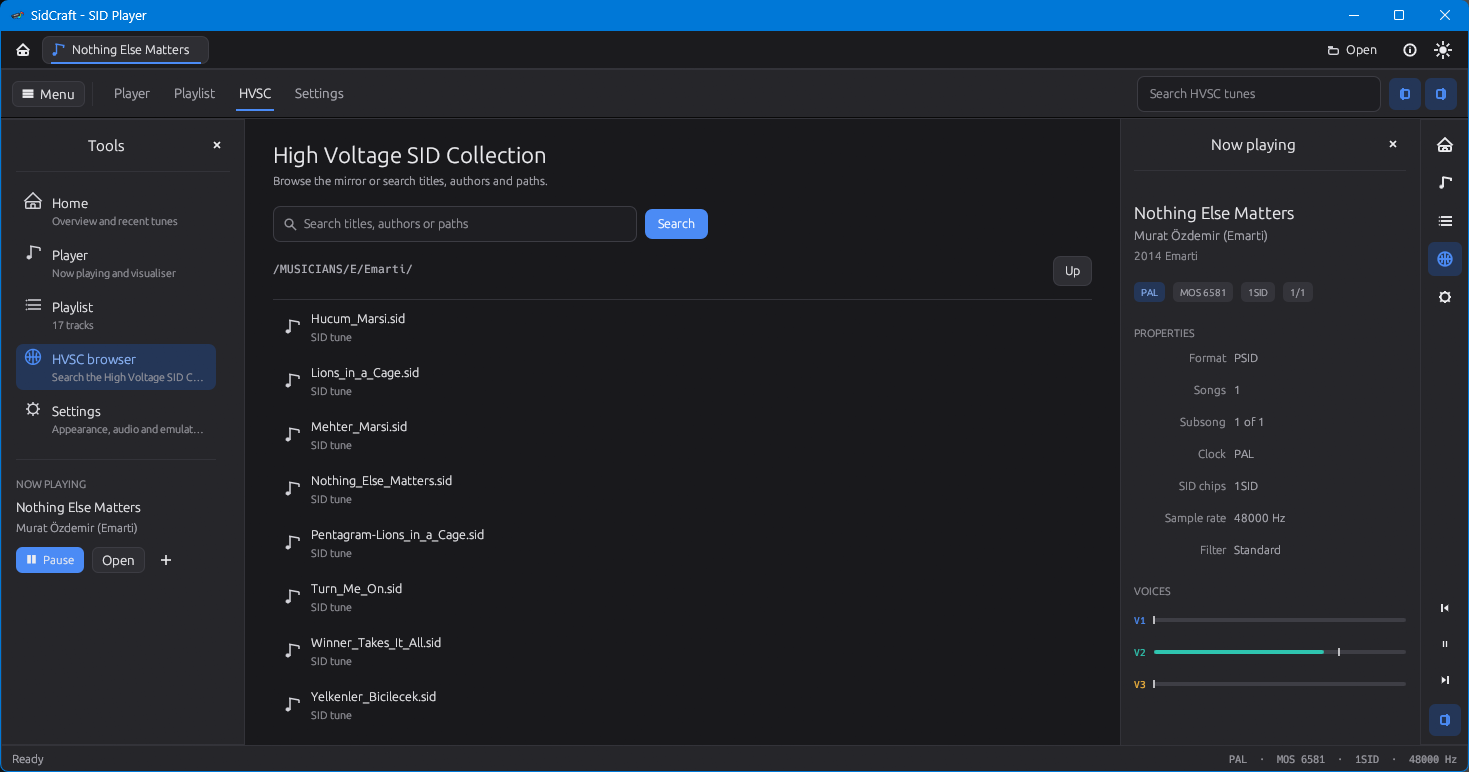 SidCraft - SID Player
Nothing Else Matters
Open
Menu
Player
Playlist
HVSC
Settings
Search HVSC tunes
Tools
Home
Overview and recent tunes
Player
Now playing and visualiser
Playlist
17 tracks
HVSC browser
Search the High Voltage SID C...
Settings
Appearance, audio and emulat...
NOW PLAYING
Nothing Else Matters
Murat Özdemir (Emarti)
Pause
Open
High Voltage SID Collection
Browse the mirror or search titles, authors and paths.
Search titles, authors or paths
Search
/MUSICIANS/E/Emarti/
Up
Hucum_Marsi.sid
SID tune
Lions_in_a_Cage.sid
SID tune
Mehter_Marsi.sid
SID tune
Nothing_Else_Matters.sid
SID tune
Pentagram-Lions_in_a_Cage.sid
SID tune
Turn_Me_On.sid
SID tune
Winner_Takes_It_All.sid
SID tune
Yelkenler_Bicilecek.sid
SID tune
Now playing
Nothing Else Matters
Murat Özdemir (Emarti)
2014 Emarti
PAL MOS 6581 1SID 1/1
PROPERTIES
Format PSID
Songs 1
Subsong 1 of 1
Clock PAL
SID chips 1SID
Sample rate 48000 Hz
Filter Standard
VOICES
V1
V2
V3
Ready
PAL · MOS 6581 · 1SID · 48000 Hz